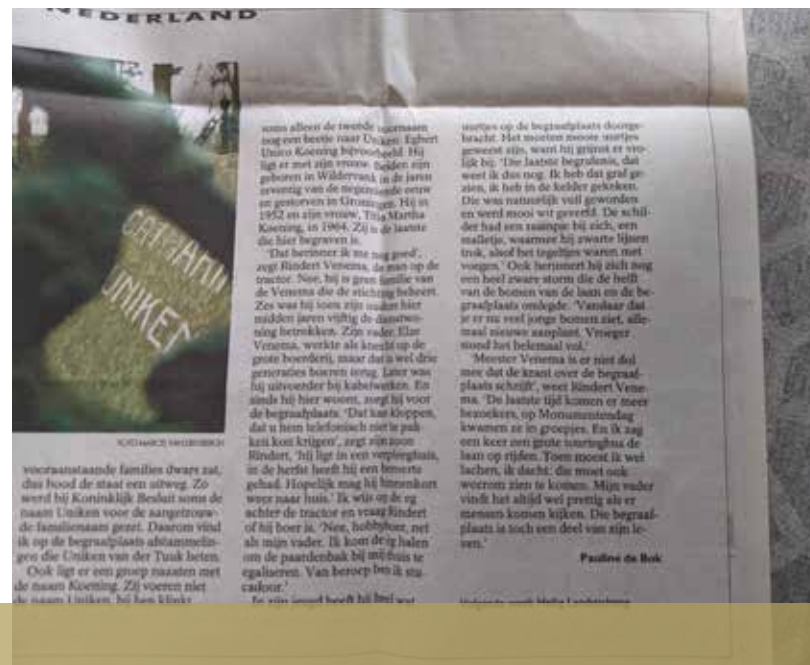 NEDERLAND
UNIKEN
vooraanstaande families dwars zat,
dus bood de staat een uitweg. Zo
werd bij Koninklijk Besluit soms de
naam Uniken voor de aangetrouw-
de familienaam gezet. Daarom vind
ik op de begraafplaats afstammelin-
gen die Uniken van der Tuuk heten.
Ook ligt er een groep nazaten met
de naam Koening. Zij voeren niet
de naam Uniken, bij hen klinkt
soms alleen de tweede voornaam
nog een beetje naar Uniken: Egbert
Unico Koening bijvoorbeeld. Hij
ligt er met zijn vrouw. Beiden zijn
geboren in Wildervank in de jaren
zeventig van de negentiende eeuw
en gestorven in Groningen. Hij in
1952 en zijn vrouw, Titia Martha
Koening, in 1964. Zij is de laatste
die hier begraven is.
'Dat herinner ik me nog goed',
zegt Rindert Venema, de man op de
tractor. Nee, hij is geen familie van
de Venema die de stichting beheert.
Zes was hij toen zijn ouders hier
midden jaren vijftig de dienstwo-
ning betrokken. Zijn vader, Elze
Venema, werkte als knecht op de
grote boerderij, maar dat is wel drie
generaties boeren terug. Later was
hij uitvoerder bij kabelwerken. En
sinds hij hier woont, zorgt hij voor
de begraafplaats. 'Dat kan kloppen,
dat u hem telefonisch niet te pak-
ken kon krijgen', zegt zijn zoon
Rindert, 'hij ligt in een verpleeghuis,
in de herfst heeft hij een beroerte
gehad. Hopelijk mag hij binnenkort
weer naar huis.' Ik wijs op de eg
achter de tractor en vraag Rindert
of hij boer is. 'Nee, hobbyboer, net
als mijn vader. Ik kom de eg halen
om de paardenbak bij mij thuis te
egaliseren. Van beroep ben ik stu-
cadoor.'
In zijn jeugd heeft hij heel wat
uurtjes op de begraafplaats doorge-
bracht. Het moeten mooie uurtjes
geweest zijn, want hij grijnst er vro-
lijk bij. 'Die laatste begrafenis, dat
weet ik dus nog. Ik heb dat graf ge-
zien, ik heb in de kelder gekeken.
Die was natuurlijk vuil geworden
en werd mooi wit geverfd. De schil-
der had een raampje bij zich, een
malletje, waarmee hij zwarte lijnen
trok, alsof het tegeltjes waren met
voegen.' Ook herinnert hij zich nog
een heel zware storm die de helft
van de bomen van de laan en de be-
graafplaats omlegde. 'Vandaar dat
je er nu veel jonge bomen ziet, alle-
maal nieuwe aanplant. Vroeger
stond het helemaal vol.'
'Meester Venema is er niet dol
mee dat de krant over de begraaf-
plaats schrijft', weet Rindert Vene-
ma. 'De laatste tijd komen er meer
bezoekers, op Monumentendag
kwamen ze in groepjes. En ik zag
een keer een grote touringbus de
laan op rijden. Toen moest ik wel
lachen, ik dacht: die moet ook
weerom zien te komen. Mijn vader
vindt het altijd wel prettig als er
mensen komen kijken. Die begraaf-
plaats is toch een deel van zijn le-
ven.'
Pauline de Bok